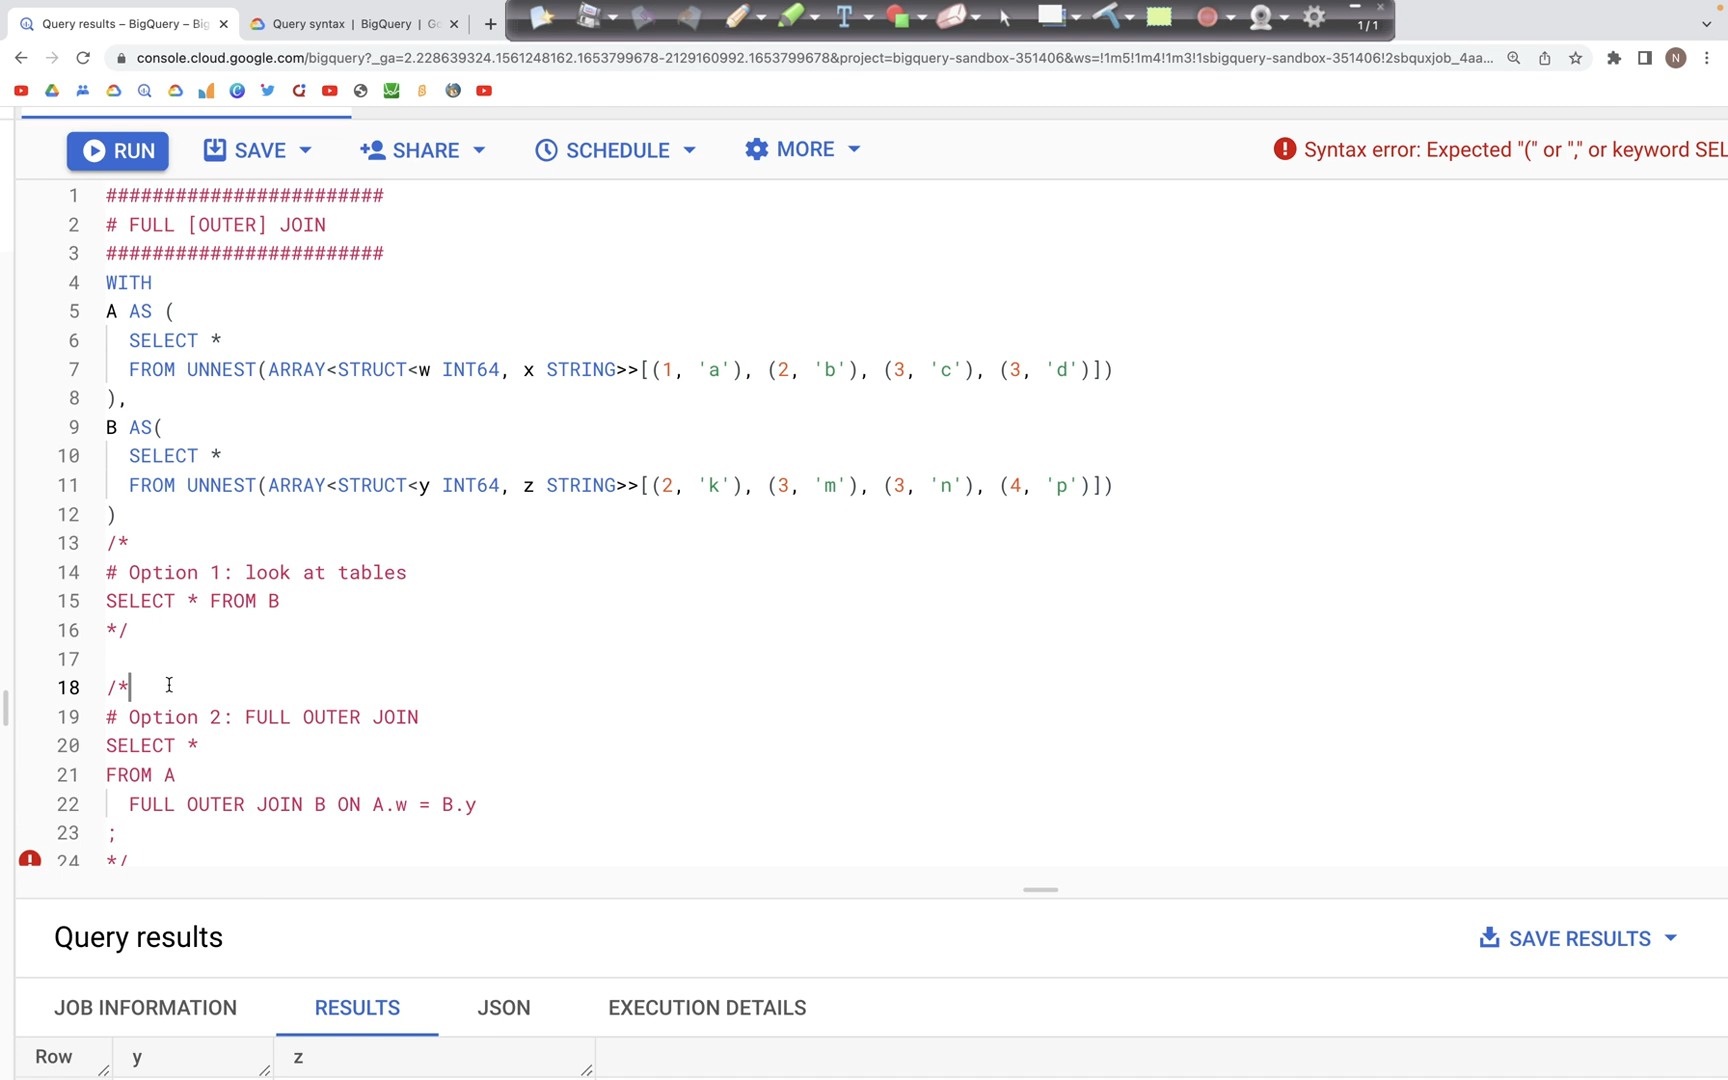 Query results – BigQuery – Big
Query syntax | BigQuery | Go
1/1
console.cloud.google.com/bigquery?_ga=2.228639324.1561248162.1653799678-2129160992.1653799678&project=bigquery-sandbox-351406&ws=!1m5!1m4!1m3!1sbigquery-sandbox-351406!2sbquxjob_4aa...
N
RUN SAVE SHARE SCHEDULE MORE Syntax error: Expected "(" or "," or keyword SEL
1 ########################
2 # FULL [OUTER] JOIN
3 ########################
4 WITH
5 A AS (
6 SELECT *
7 FROM UNNEST(ARRAY<STRUCT<w INT64, x STRING>>[(1, 'a'), (2, 'b'), (3, 'c'), (3, 'd')])
8 ),
9 B AS(
10 SELECT *
11 FROM UNNEST(ARRAY<STRUCT<y INT64, z STRING>>[(2, 'k'), (3, 'm'), (3, 'n'), (4, 'p')])
12 )
13 /*
14 # Option 1: look at tables
15 SELECT * FROM B
16 */
17
18 /*
19 # Option 2: FULL OUTER JOIN
20 SELECT *
21 FROM A
22 FULL OUTER JOIN B ON A.w = B.y
23 ;
24 */
Query results
SAVE RESULTS
JOB INFORMATION RESULTS JSON EXECUTION DETAILS
Row y z